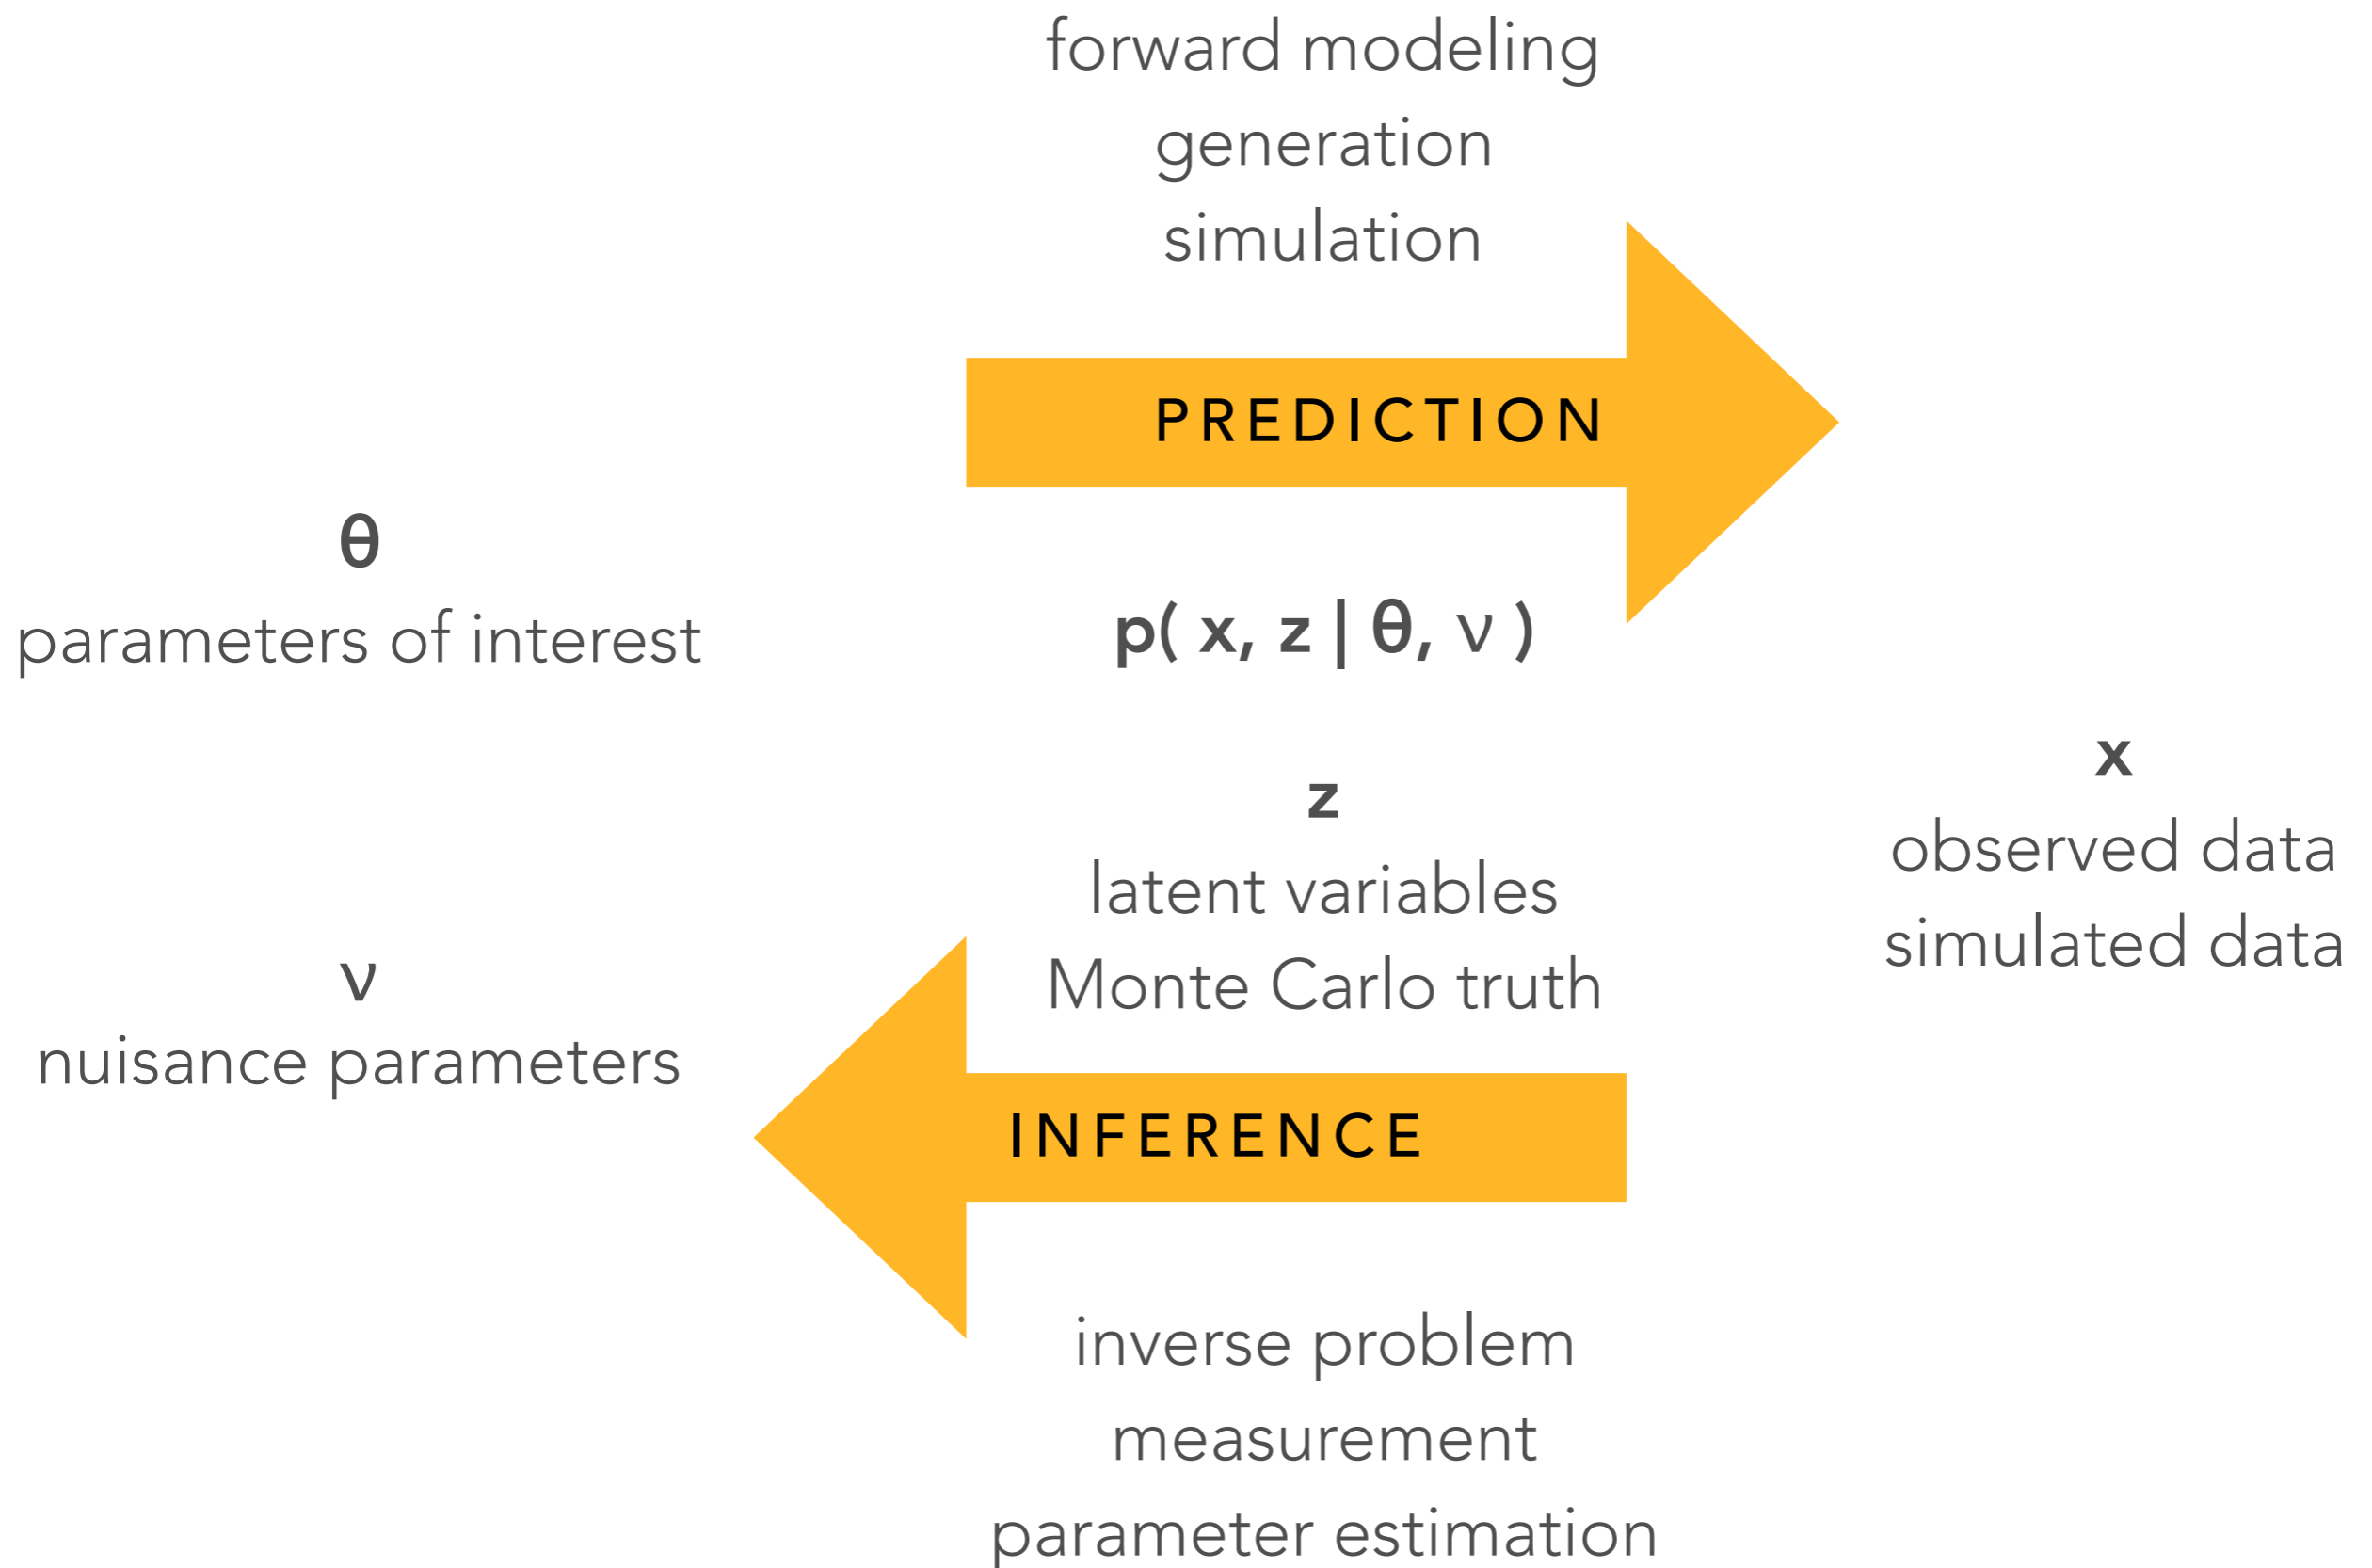 forward modeling
generation
simulation
PREDICTION
θ
parameters of interest
p( x, z | θ, ν )
x
observed data
simulated data
z
latent variables
Monte Carlo truth
ν
nuisance parameters
INFERENCE
inverse problem
measurement
parameter estimation